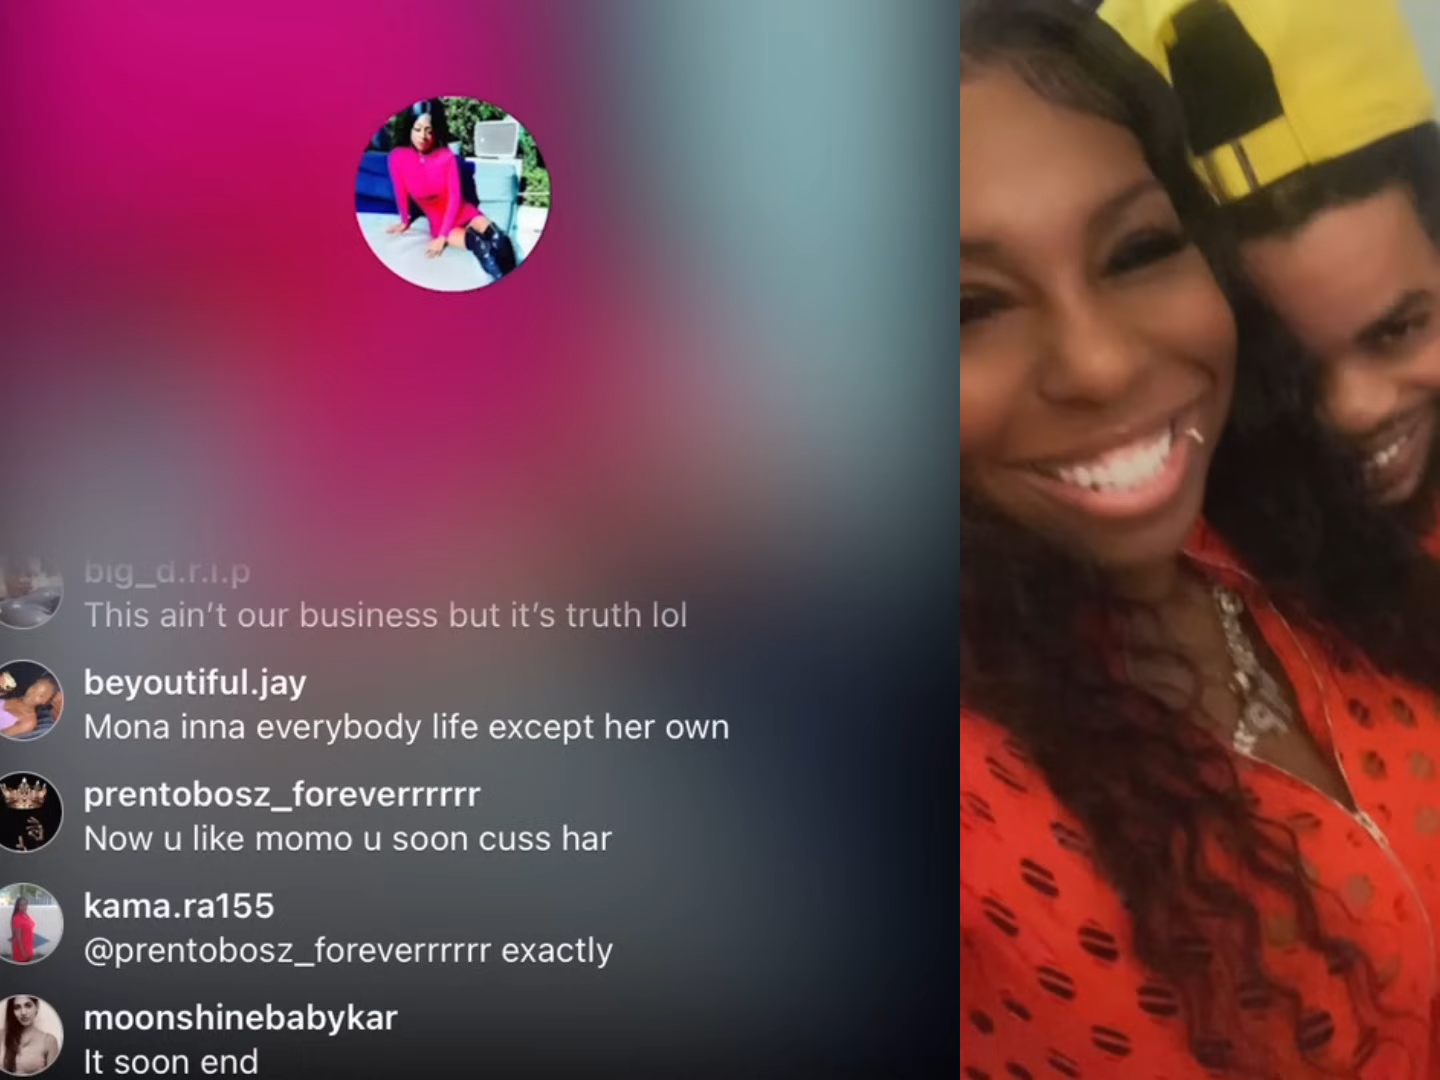 big_d.r.i.p
This ain't our business but it's truth lol
beyoutiful.jay
Mona inna everybody life except her own
prentobosz_foreverrrrrr
Now u like momo u soon cuss har
kama.ra155
@prentobosz_foreverrrrrr exactly
moonshinebabykar
It soon end